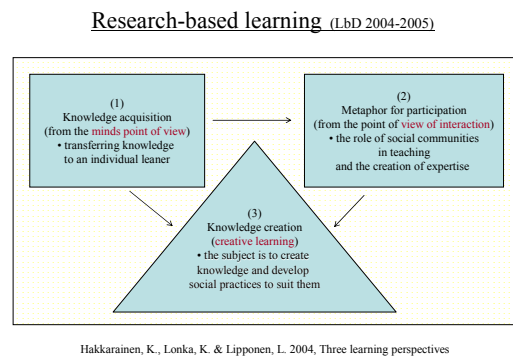 Research-based learning (LbD 2004-2005)
(1)
Knowledge acquisition
(from the minds point of view)
• transferring knowledge
to an individual leaner
(2)
Metaphor for participation
(from the point of view of interaction)
• the role of social communities
in teaching
and the creation of expertise
(3)
Knowledge creation
(creative learning)
• the subject is to create
knowledge and develop
social practices to suit them
Hakkarainen, K., Lonka, K. & Lipponen, L. 2004, Three learning perspectives